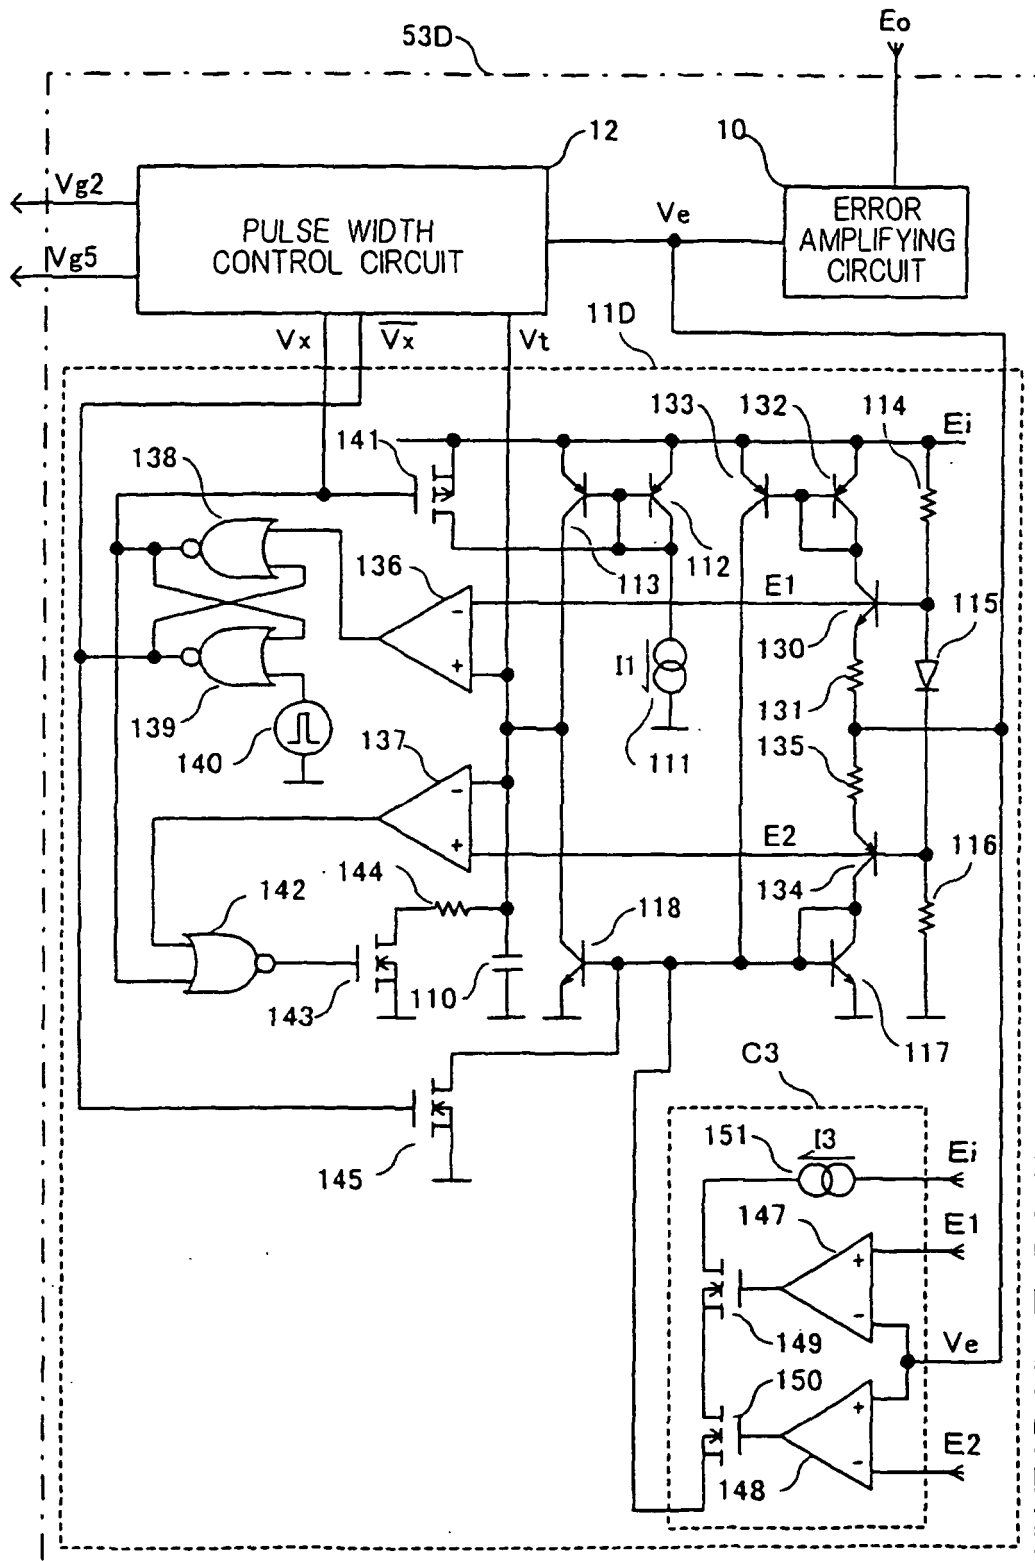 53D
Eo
12
10
Vg2
Vg5
PULSE WIDTH
CONTROL CIRCUIT
Ve
ERROR
AMPLIFYING
CIRCUIT
Vx
V̅x̅
Vt
11D
133
132
114
Ei
141
138
136
113
112
E1
115
130
I1
131
139
140
137
111
135
E2
116
144
134
142
118
143
110
117
C3
145
151
I3
Ei
147
E1
149
Ve
150
148
E2
+
-
+
-
+
-
+
-